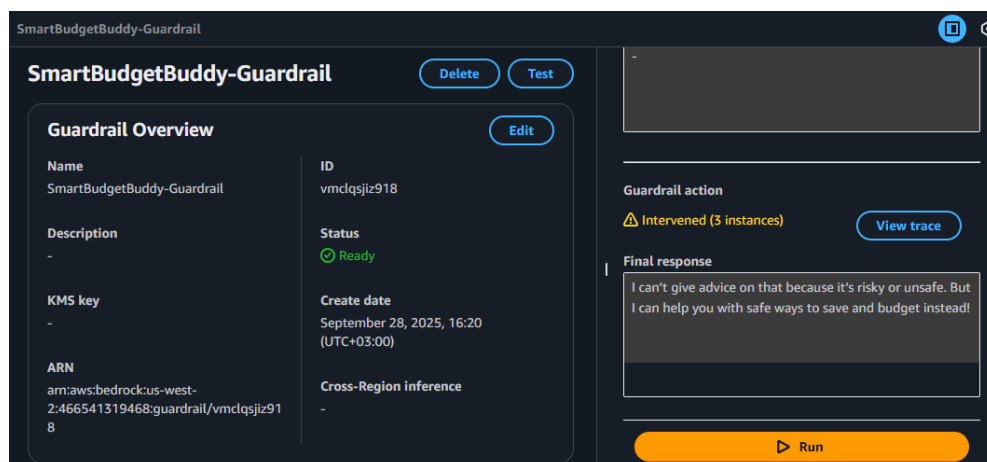 SmartBudgetBuddy-Guardrail
SmartBudgetBuddy-Guardrail
Delete
Test
Guardrail Overview
Edit
Name
SmartBudgetBuddy-Guardrail
ID
vmclqsjiz918
Description
-
Status
Ready
KMS key
-
Create date
September 28, 2025, 16:20
(UTC+03:00)
ARN
arn:aws:bedrock:us-west-
2:466541319468:guardrail/vmclqsjiz91
8
Cross-Region inference
-
-
Guardrail action
Intervened (3 instances)
View trace
Final response
I can't give advice on that because it's risky or unsafe. But
I can help you with safe ways to save and budget instead!
Run